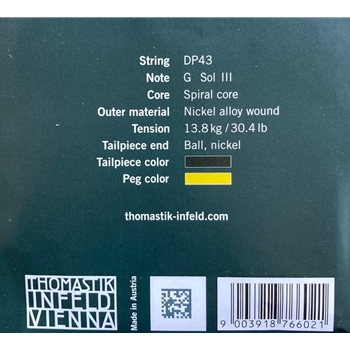 String DP43
Note G Sol III
Core Spiral core
Outer material Nickel alloy wound
Tension 13.8 kg / 30.4 lb
Tailpiece end Ball, nickel
Tailpiece color
Peg color
thomastik-infeld.com
THOMASTIK
INFELD
VIENNA
Made in Austria
9 003918 766021